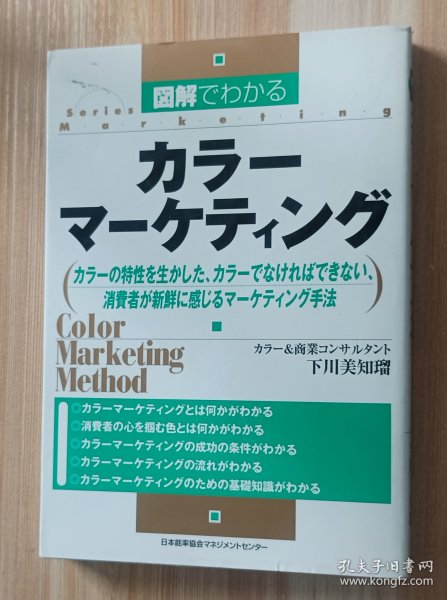 図解でわかる
Series
Marketing
カラー
マーケティング
(カラーの特性を生かした、カラーでなければできない、
消費者が新鮮に感じるマーケティング手法)
Color
Marketing
Method
カラー&商業コンサルタント
下川美知瑠
◎カラーマーケティングとは何かがわかる
◎消費者の心を掴む色とは何かがわかる
◎カラーマーケティングの成功の条件がわかる
◎カラーマーケティングの流れがわかる
◎カラーマーケティングのための基礎知識がわかる
日本能率協会マネジメントセンター
孔夫子旧书网
www.kongfz.com